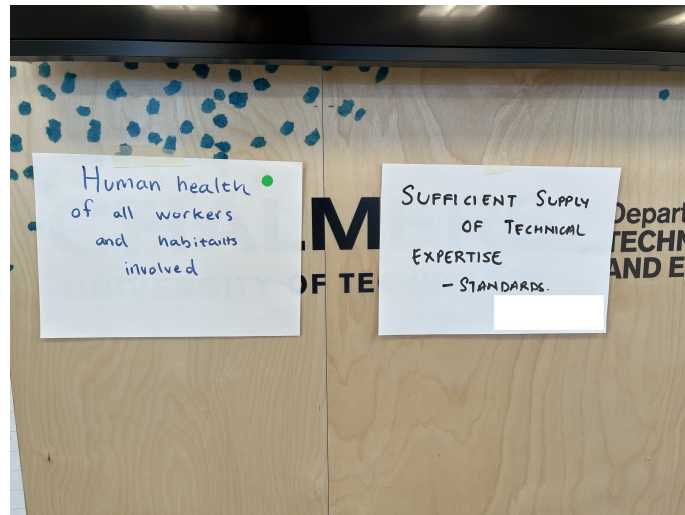 Human health
of all workers
and habitaults
involved
SUFFICIENT SUPPLY
OF TECHNICAL
EXPERTISE
- STANDARDS.
LM
OF TE
Depart
TECHN
AND E